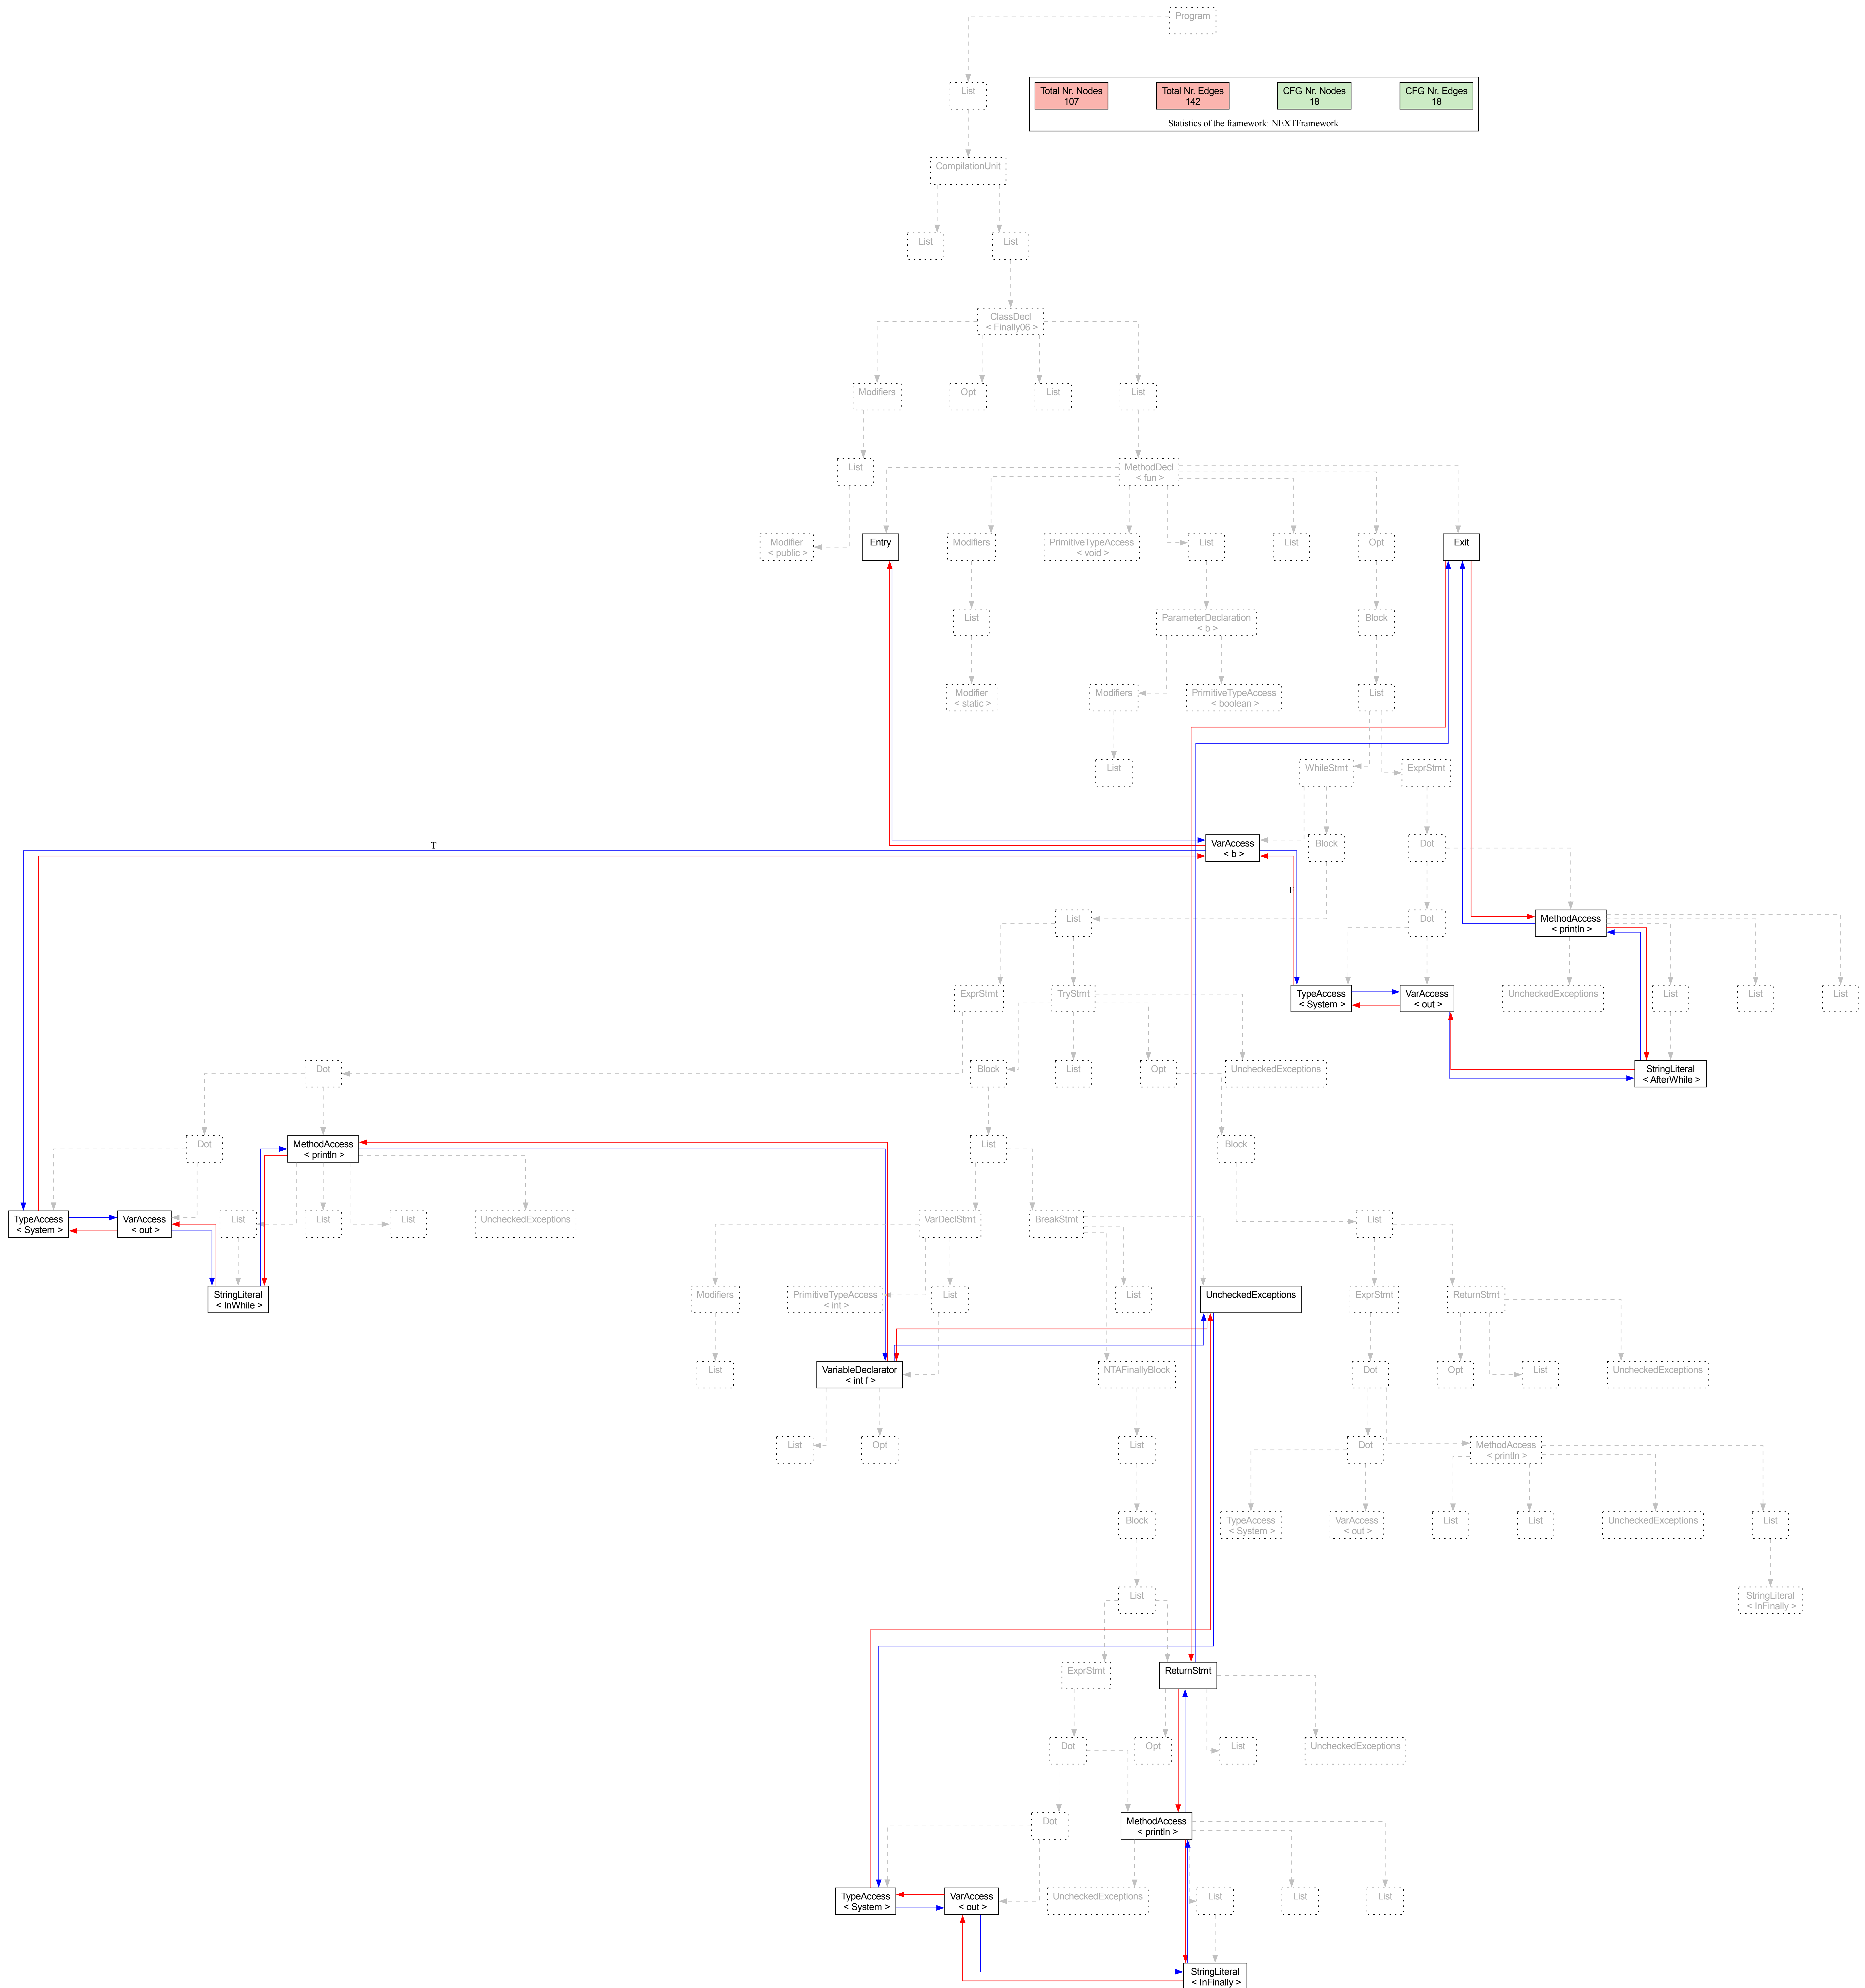 Program
List
Total Nr. Nodes
107
Total Nr. Edges
142
CFG Nr. Nodes
18
CFG Nr. Edges
18
Statistics of the framework: NEXTFramework
CompilationUnit
List
List
ClassDecl
< Finally06 >
Modifiers
Opt
List
List
List
MethodDecl
< fun >
Modifier
< public >
Entry
Modifiers
PrimitiveTypeAccess
< void >
List
List
Opt
Exit
List
ParameterDeclaration
< b >
Block
Modifier
< static >
Modifiers
PrimitiveTypeAccess
< boolean >
List
List
WhileStmt
ExprStmt
T
VarAccess
< b >
Block
Dot
F
List
Dot
MethodAccess
< println >
ExprStmt
TryStmt
TypeAccess
< System >
VarAccess
< out >
UncheckedExceptions
List
List
List
Dot
Block
List
Opt
UncheckedExceptions
StringLiteral
< AfterWhile >
Dot
MethodAccess
< println >
List
Block
TypeAccess
< System >
VarAccess
< out >
List
List
List
UncheckedExceptions
VarDeclStmt
BreakStmt
List
StringLiteral
< InWhile >
Modifiers
PrimitiveTypeAccess
< int >
List
List
UncheckedExceptions
ExprStmt
ReturnStmt
List
VariableDeclarator
< int f >
NTAFinallyBlock
Dot
Opt
List
UncheckedExceptions
List
Opt
List
Dot
MethodAccess
< println >
Block
TypeAccess
< System >
VarAccess
< out >
List
List
UncheckedExceptions
List
List
StringLiteral
< InFinally >
ExprStmt
ReturnStmt
Dot
Opt
List
UncheckedExceptions
Dot
MethodAccess
< println >
TypeAccess
< System >
VarAccess
< out >
UncheckedExceptions
List
List
List
StringLiteral
< InFinally >